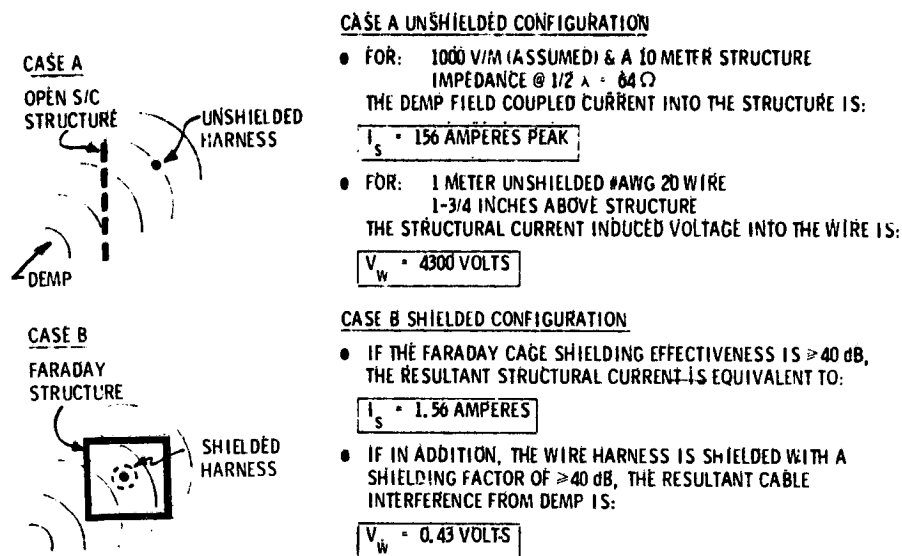 CASE A
OPEN S/C
STRUCTURE
UNSHIELDED
HARNESS
DEMP
CASE B
FARADAY
STRUCTURE
SHIELDED
HARNESS
CASE A UNSHIELDED CONFIGURATION
• FOR: 1000 V/M (ASSUMED) & A 10 METER STRUCTURE
IMPEDANCE @ 1/2 λ = 64 Ω
THE DEMP FIELD COUPLED CURRENT INTO THE STRUCTURE IS:
I_s = 156 AMPERES PEAK
• FOR: 1 METER UNSHIELDED #AWG 20 WIRE
1-3/4 INCHES ABOVE STRUCTURE
THE STRUCTURAL CURRENT INDUCED VOLTAGE INTO THE WIRE IS:
V_W = 4300 VOLTS
CASE B SHIELDED CONFIGURATION
• IF THE FARADAY CAGE SHIELDING EFFECTIVENESS IS ≥ 40 dB,
THE RESULTANT STRUCTURAL CURRENT IS EQUIVALENT TO:
I_s = 1.56 AMPERES
• IF IN ADDITION, THE WIRE HARNESS IS SHIELDED WITH A
SHIELDING FACTOR OF ≥ 40 dB, THE RESULTANT CABLE
INTERFERENCE FROM DEMP IS:
V_W = 0.43 VOLTS